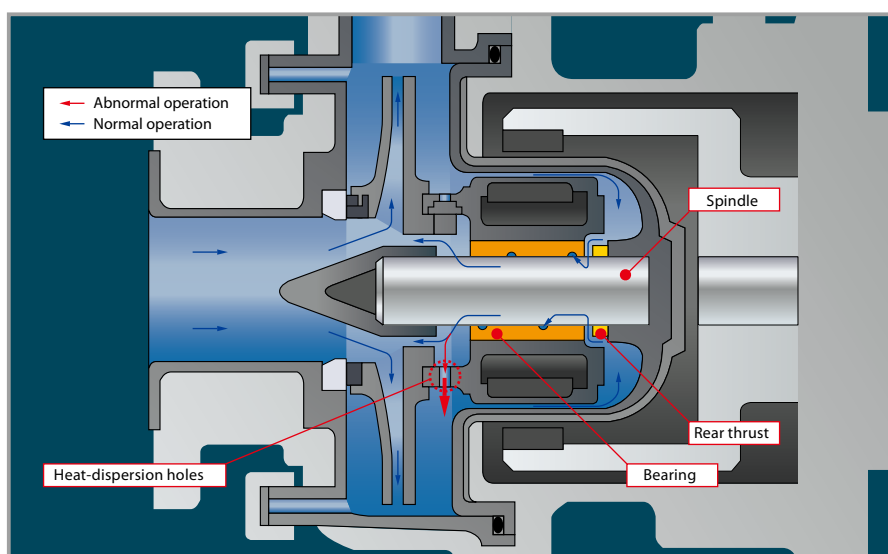 Abnormal operation
Normal operation
Spindle
Rear thrust
Heat-dispersion holes
Bearing